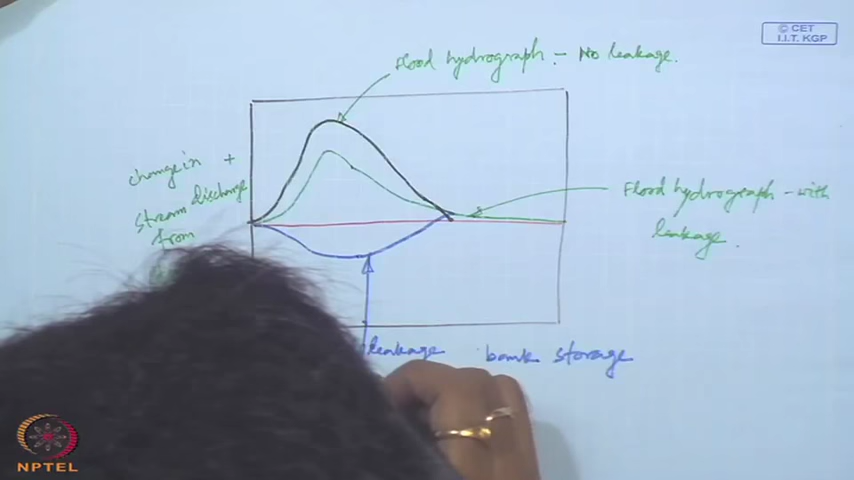 © CET
I.I.T. KGP
Flood hydrograph - No leakage.
change in +
stream discharge
from
Flood hydrograph - with
leakage.
leakage bank storage
NPTEL